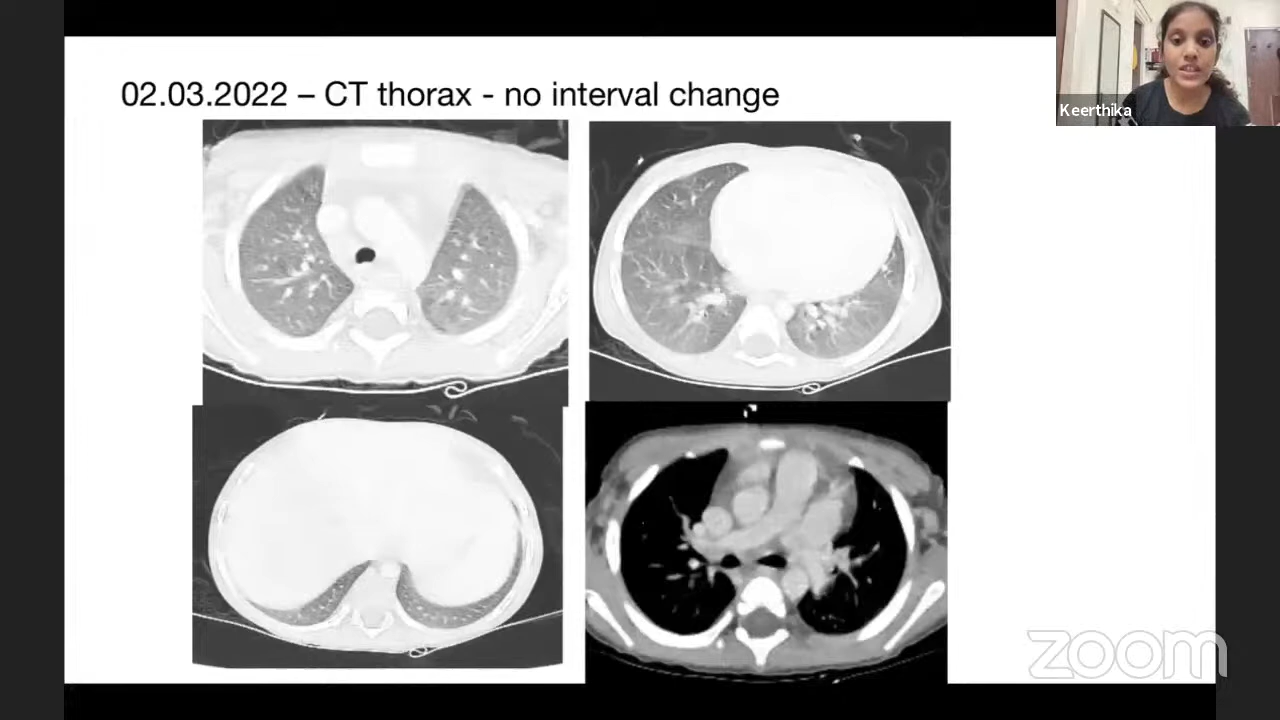 02.03.2022 – CT thorax - no interval change
Keerthika
zoom